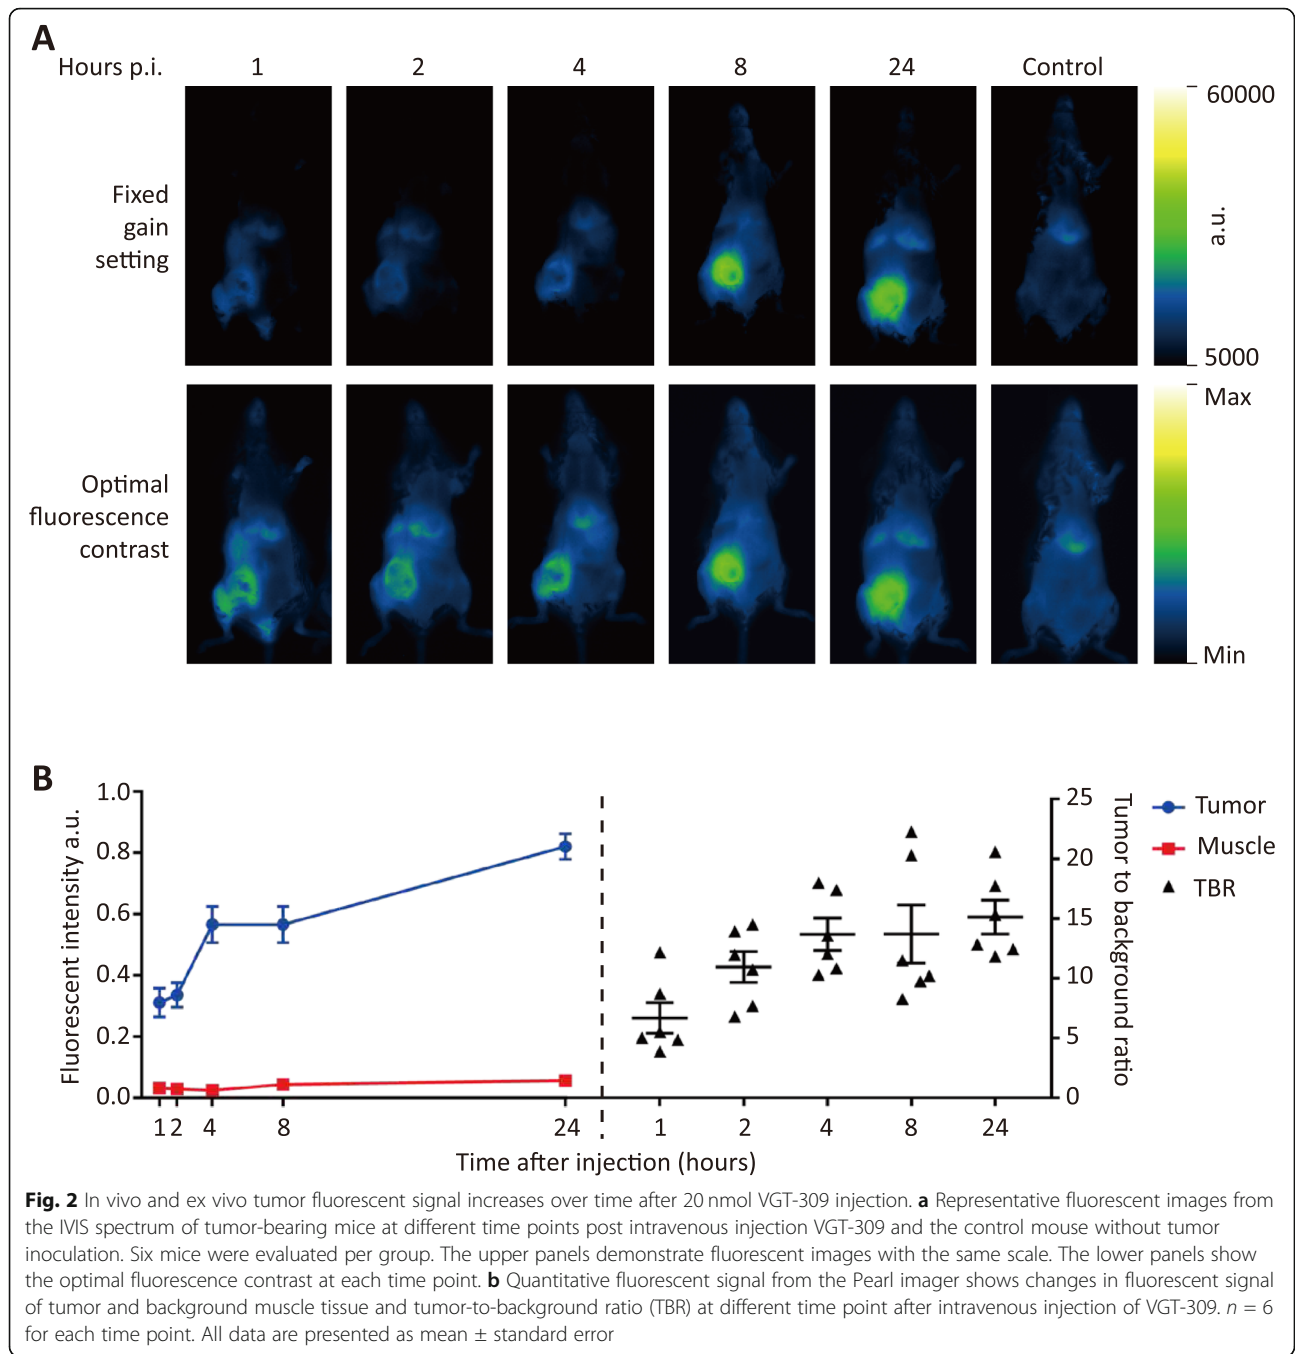 A
Hours p.i. 1 2 4 8 24 Control
Fixed
gain
setting
60000
a.u.
5000
Optimal
fluorescence
contrast
Max
Min
B
Fluorescent intensity a.u.
1.0
0.8
0.6
0.4
0.2
0.0
1 2 4 8 24
1 2 4 8 24
25
20
15
10
5
0
Tumor to background ratio
Tumor
Muscle
TBR
Time after injection (hours)
Fig. 2 In vivo and ex vivo tumor fluorescent signal increases over time after 20 nmol VGT-309 injection. a Representative fluorescent images from
the IVIS spectrum of tumor-bearing mice at different time points post intravenous injection VGT-309 and the control mouse without tumor
inoculation. Six mice were evaluated per group. The upper panels demonstrate fluorescent images with the same scale. The lower panels show
the optimal fluorescence contrast at each time point. b Quantitative fluorescent signal from the Pearl imager shows changes in fluorescent signal
of tumor and background muscle tissue and tumor-to-background ratio (TBR) at different time point after intravenous injection of VGT-309. n = 6
for each time point. All data are presented as mean ± standard error